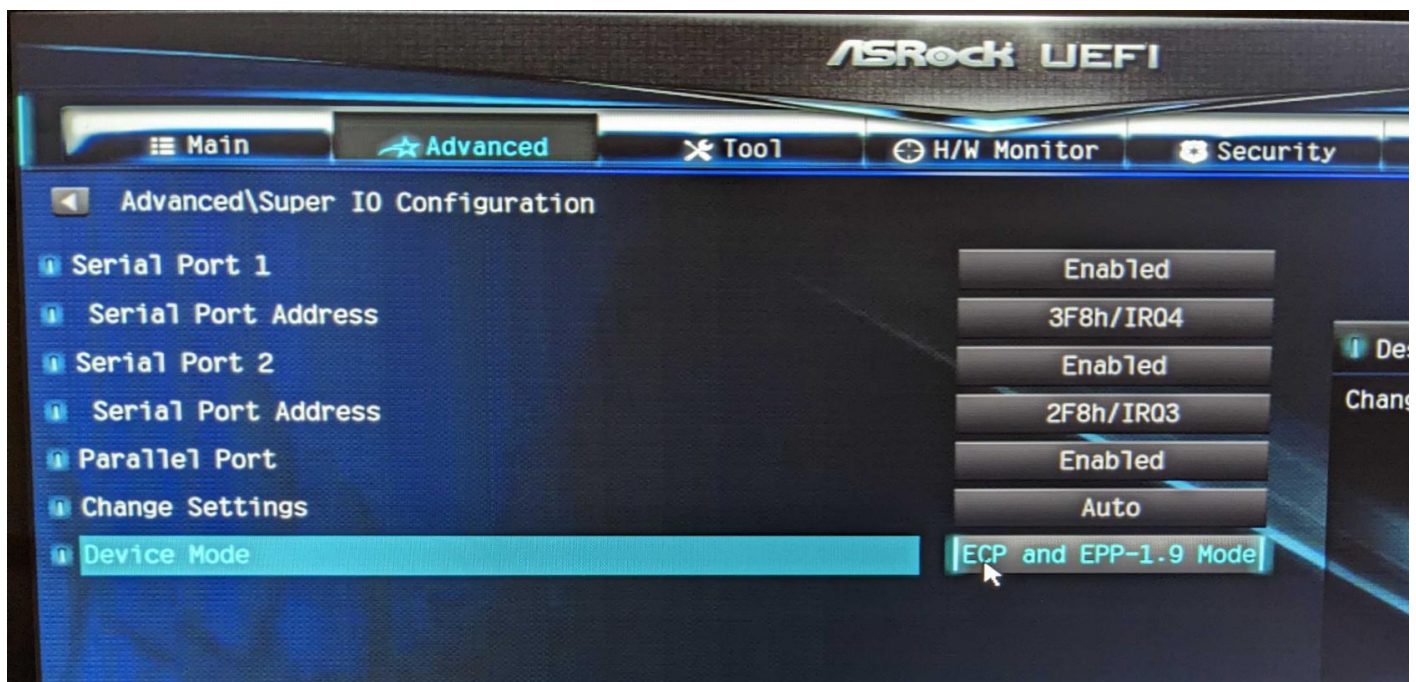 ASRock UEFI
Main Advanced Tool H/W Monitor Security
Advanced\Super IO Configuration
Serial Port 1 Enabled
Serial Port Address 3F8h/IRQ4
Serial Port 2 Enabled
Serial Port Address 2F8h/IRQ3
Parallel Port Enabled
Change Settings Auto
Device Mode ECP and EPP-1.9 Mode